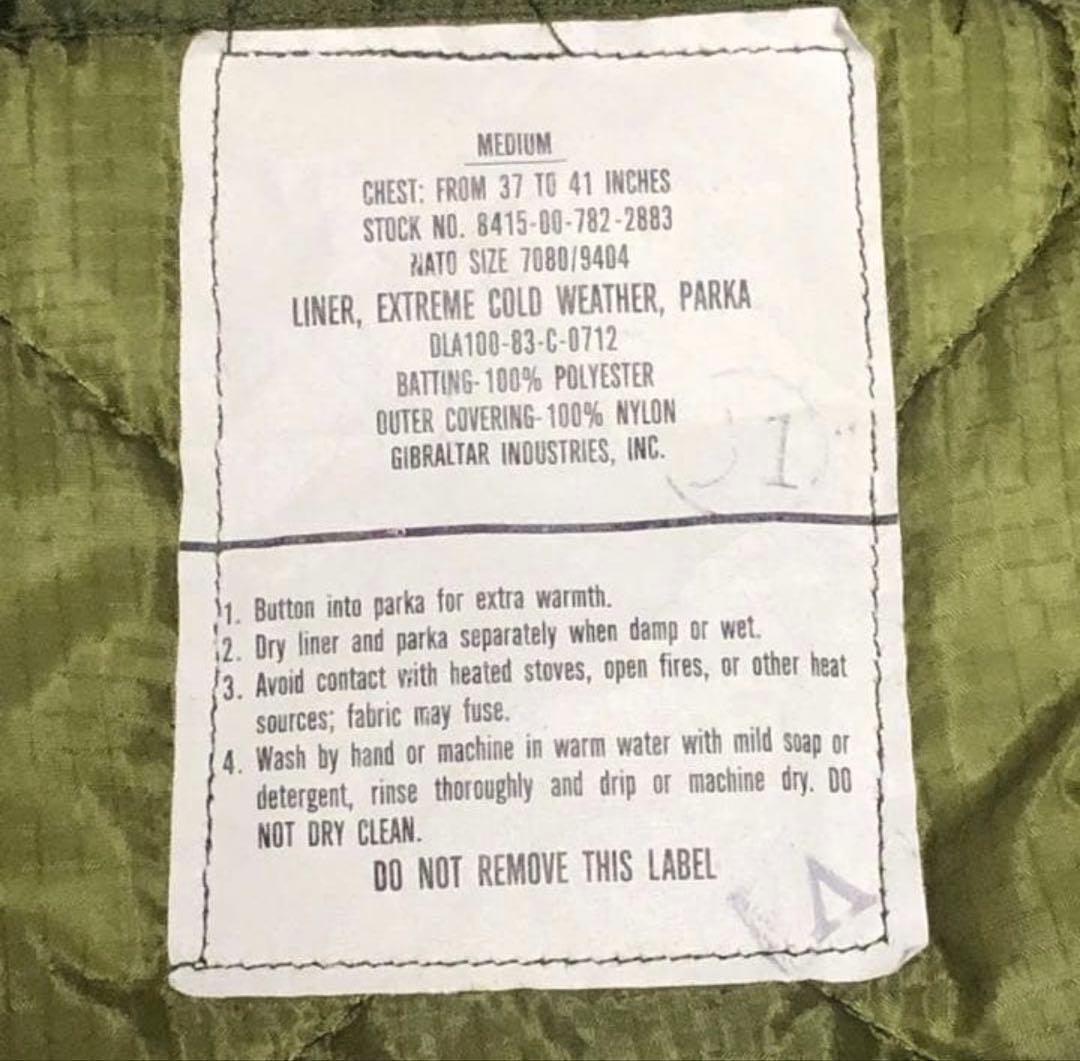 MEDIUM
CHEST: FROM 37 TO 41 INCHES
STOCK NO. 8415-00-782-2883
NATO SIZE 7080/9404
LINER, EXTREME COLD WEATHER, PARKA
DLA100-83-C-0712
BATTING-100% POLYESTER
OUTER COVERING-100% NYLON
GIBRALTAR INDUSTRIES, INC.
1
1. Button into parka for extra warmth.
2. Dry liner and parka separately when damp or wet.
3. Avoid contact with heated stoves, open fires, or other heat
sources; fabric may fuse.
4. Wash by hand or machine in warm water with mild soap or
detergent, rinse thoroughly and drip or machine dry. DO
NOT DRY CLEAN.
DO NOT REMOVE THIS LABEL